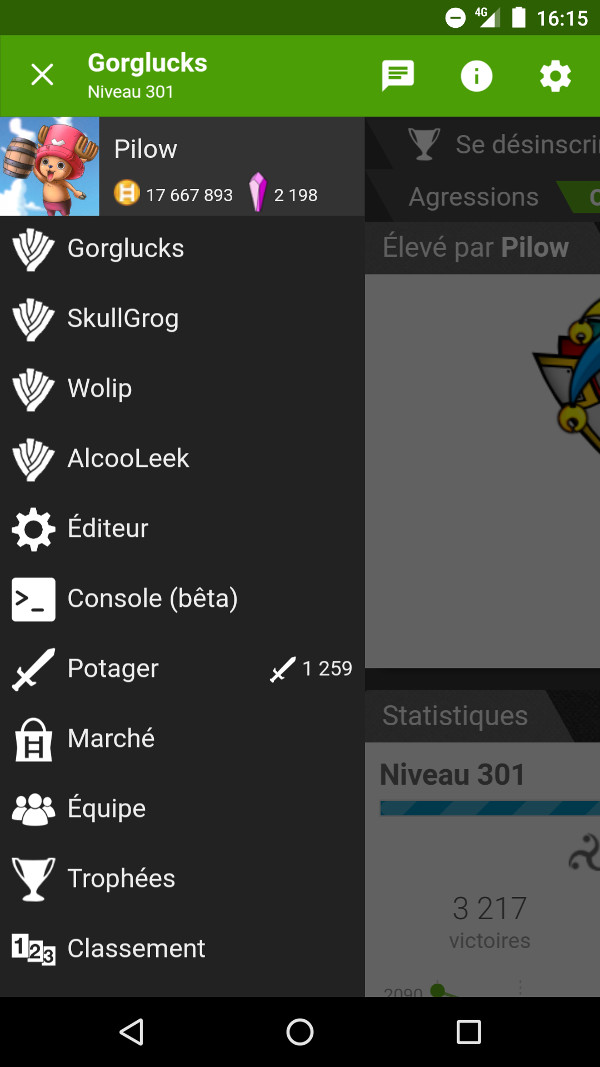 4G 16:15
Gorglucks
Niveau 301
Pilow
17 667 893 2 198
Gorglucks
SkullGrog
Wolip
AlcooLeek
Éditeur
Console (bêta)
Potager 1 259
Marché
Équipe
Trophées
123 Classement
Se désinscri
Agressions
Élevé par Pilow
Statistiques
Niveau 301
3 217
victoires
2090